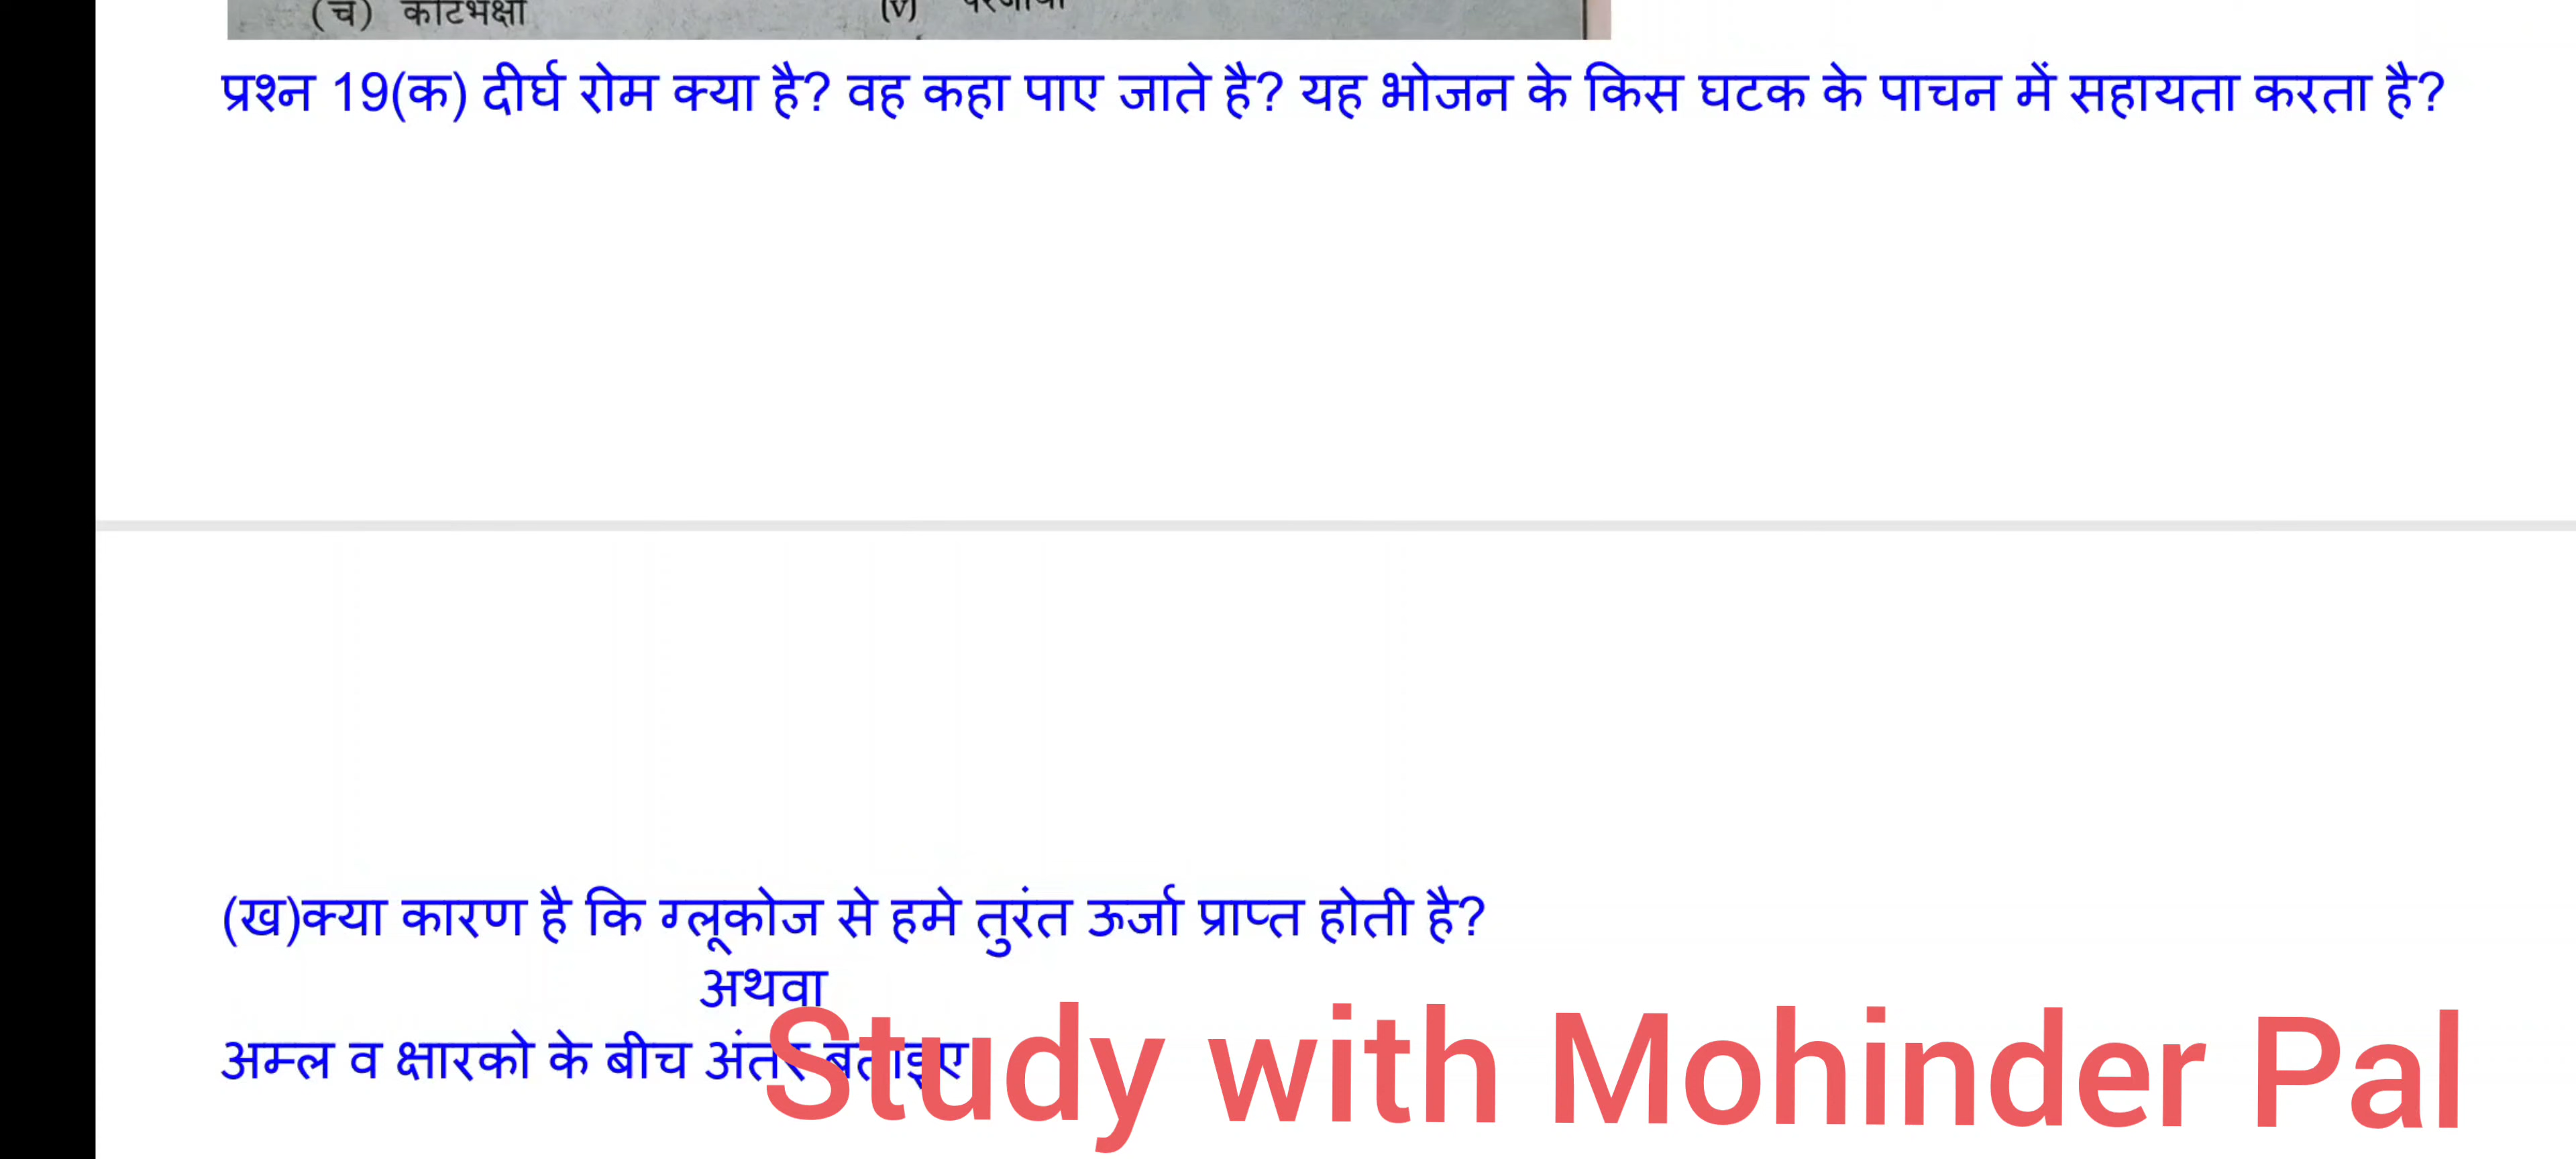 (च) कीटभक्षी (v)
प्रश्न 19(क) दीर्घ रोम क्या है? वह कहा पाए जाते है? यह भोजन के किस घटक के पाचन में सहायता करता है?
(ख)क्या कारण है कि ग्लूकोज से हमे तुरंत ऊर्जा प्राप्त होती है?
अथवा
अम्ल व क्षारको के बीच अंतर बताइए
Study with Mohinder Pal